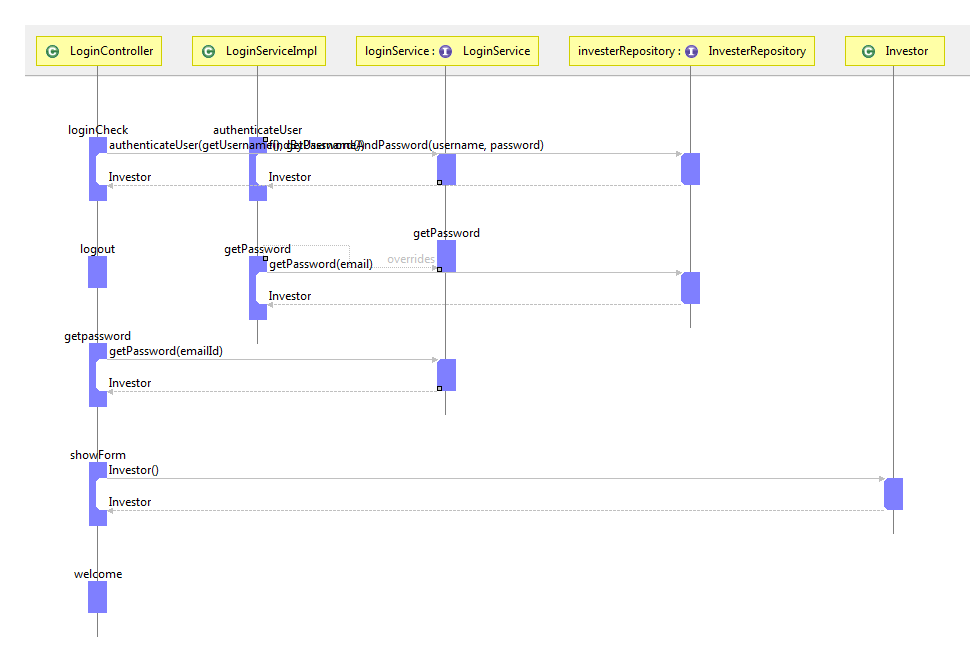 LoginController
LoginServiceImpl
loginService : LoginService
investerRepository : InvesterRepository
Investor
loginCheck
authenticateUser
authenticateUser(getUsername(), getPassword())
AndPassword(username, password)
Investor
Investor
getPassword
logout
getPassword
overrides
getPassword(email)
Investor
getpassword
getPassword(emailId)
Investor
showForm
Investor()
Investor
welcome